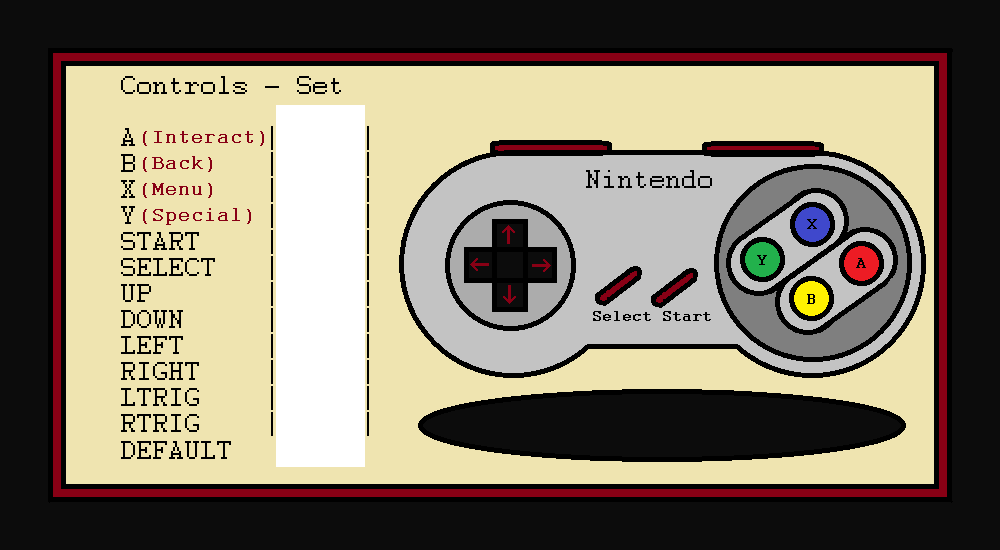 Controls - Set
A(Interact)
B(Back)
X(Menu)
Y(Special)
START
SELECT
UP
DOWN
LEFT
RIGHT
LTRIG
RTRIG
DEFAULT
Nintendo
X
Y
A
B
Select Start